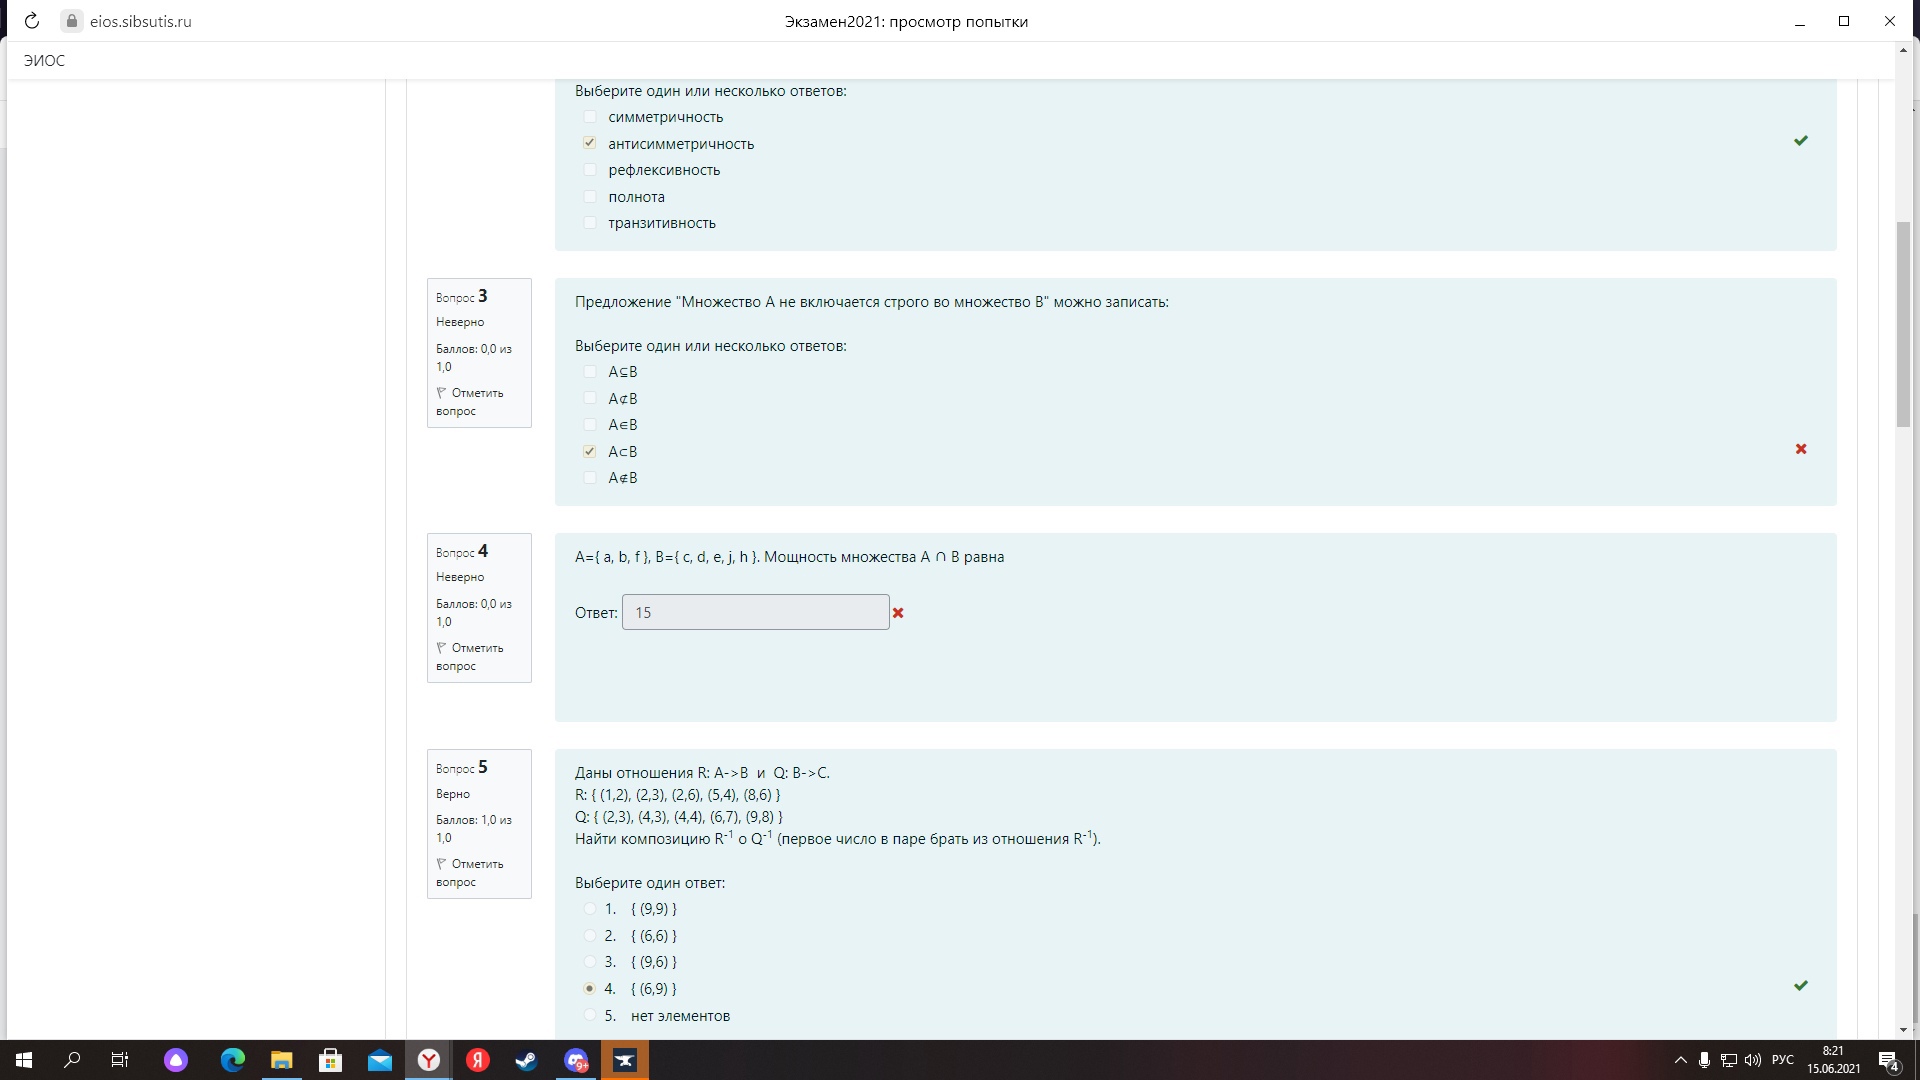 eios.sibsutis.ru
Экзамен2021: просмотр попытки
ЭИОС
Выберите один или несколько ответов:
симметричность
антисимметричность
рефлексивность
полнота
транзитивность
Вопрос 3
Неверно
Баллов: 0,0 из
1,0
Отметить
вопрос
Предложение "Множество А не включается строго во множество В" можно записать:
Выберите один или несколько ответов:
A⊆B
A⊄B
A∈B
A⊂B
A∉B
Вопрос 4
Неверно
Баллов: 0,0 из
1,0
Отметить
вопрос
A={ a, b, f }, B={ c, d, e, j, h }. Мощность множества A ∩ B равна
Ответ: 15
Вопрос 5
Верно
Баллов: 1,0 из
1,0
Отметить
вопрос
Даны отношения R: A->B и Q: B->C.
R: { (1,2), (2,3), (2,6), (5,4), (8,6) }
Q: { (2,3), (4,3), (4,4), (6,7), (9,8) }
Найти композицию R⁻¹ o Q⁻¹ (первое число в паре брать из отношения R⁻¹).
Выберите один ответ:
1. { (9,9) }
2. { (6,6) }
3. { (9,6) }
4. { (6,9) }
5. нет элементов
9+
РУС
8:21
15.06.2021
4